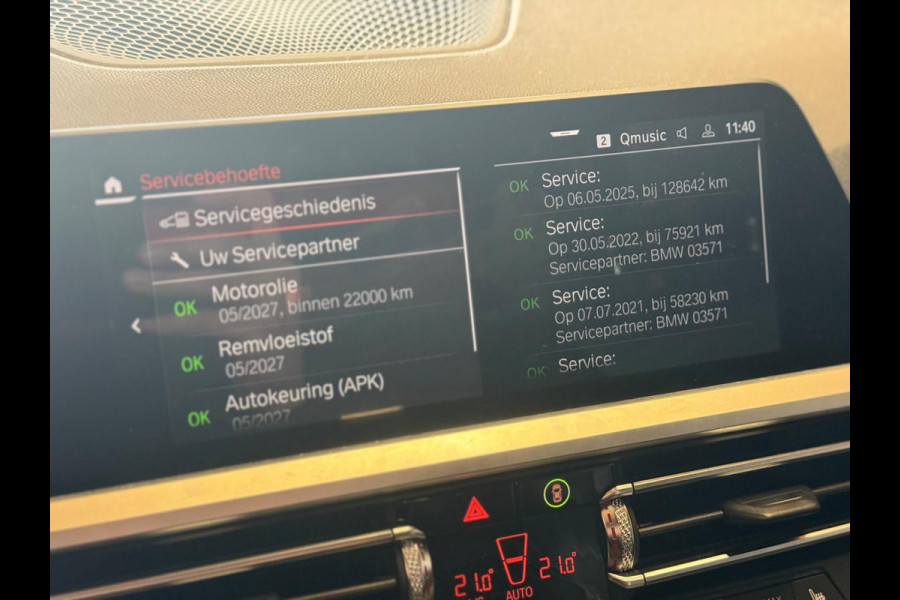 2 Qmusic 11:40
Servicebehoefte
Servicegeschiedenis
Uw Servicepartner
OK Motorolie
05/2027, binnen 22000 km
OK Remvloeistof
05/2027
OK Autokeuring (APK)
05/2027
OK Service:
Op 06.05.2025, bij 128642 km
OK Service:
Op 30.05.2022, bij 75921 km
Servicepartner: BMW 03571
OK Service:
Op 07.07.2021, bij 58230 km
Servicepartner: BMW 03571
OK Service:
21.0° 21.0°
AUTO